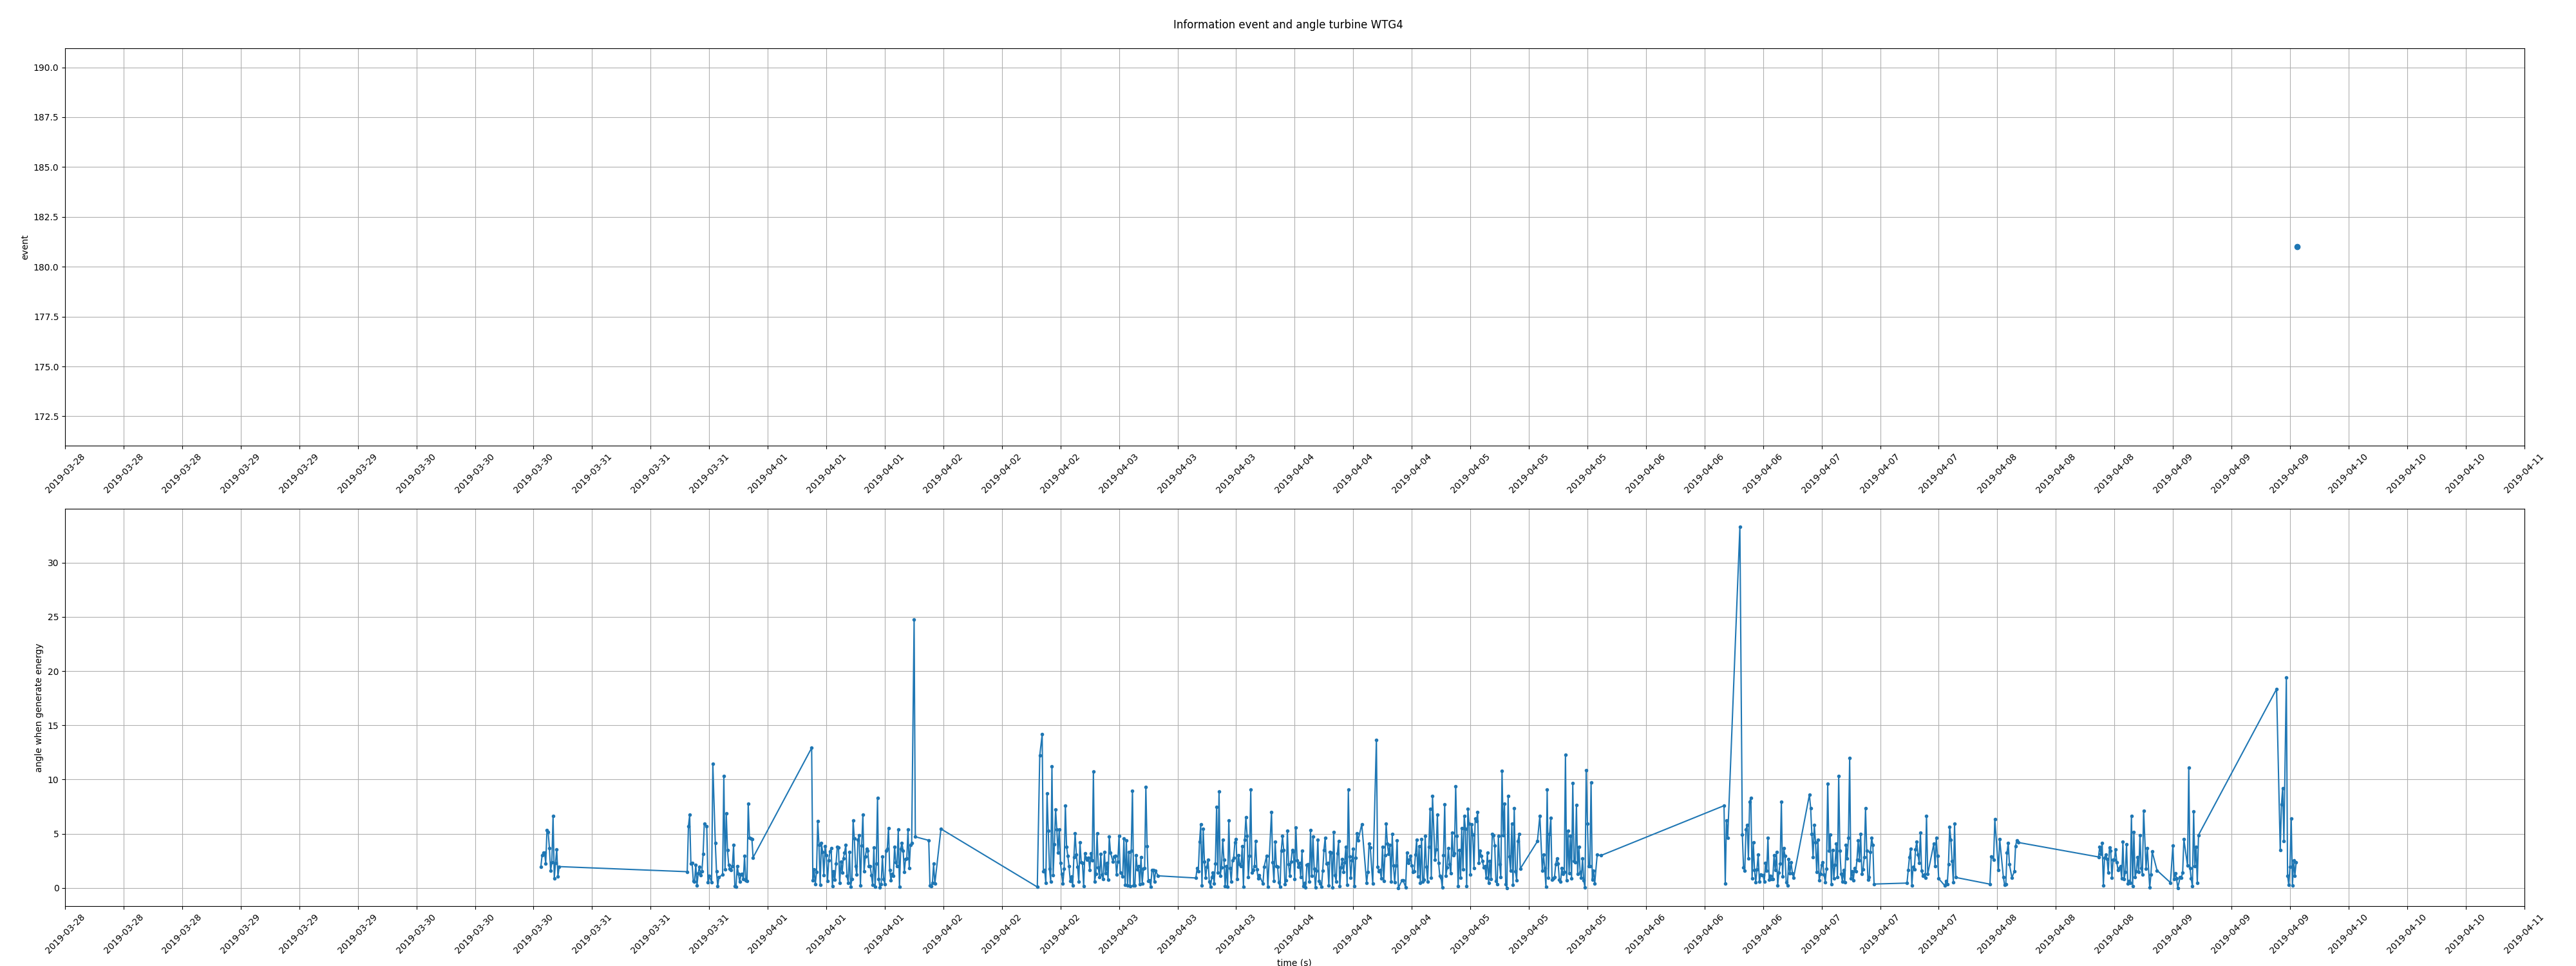 Information event and angle turbine WTG4
190.0
187.5
185.0
182.5
180.0
177.5
175.0
172.5
event
2019-03-28 2019-03-28 2019-03-28 2019-03-29 2019-03-29 2019-03-29 2019-03-30 2019-03-30 2019-03-30 2019-03-31 2019-03-31 2019-03-31 2019-04-01 2019-04-01 2019-04-01 2019-04-02 2019-04-02 2019-04-02 2019-04-03 2019-04-03 2019-04-03 2019-04-04 2019-04-04 2019-04-04 2019-04-05 2019-04-05 2019-04-05 2019-04-06 2019-04-06 2019-04-06 2019-04-07 2019-04-07 2019-04-07 2019-04-08 2019-04-08 2019-04-08 2019-04-09 2019-04-09 2019-04-09 2019-04-10 2019-04-10 2019-04-10 2019-04-11
30
25
20
15
10
5
0
angle when generate energy
2019-03-28 2019-03-28 2019-03-28 2019-03-29 2019-03-29 2019-03-29 2019-03-30 2019-03-30 2019-03-30 2019-03-31 2019-03-31 2019-03-31 2019-04-01 2019-04-01 2019-04-01 2019-04-02 2019-04-02 2019-04-02 2019-04-03 2019-04-03 2019-04-03 2019-04-04 2019-04-04 2019-04-04 2019-04-05 2019-04-05 2019-04-05 2019-04-06 2019-04-06 2019-04-06 2019-04-07 2019-04-07 2019-04-07 2019-04-08 2019-04-08 2019-04-08 2019-04-09 2019-04-09 2019-04-09 2019-04-10 2019-04-10 2019-04-10 2019-04-11
time (s)